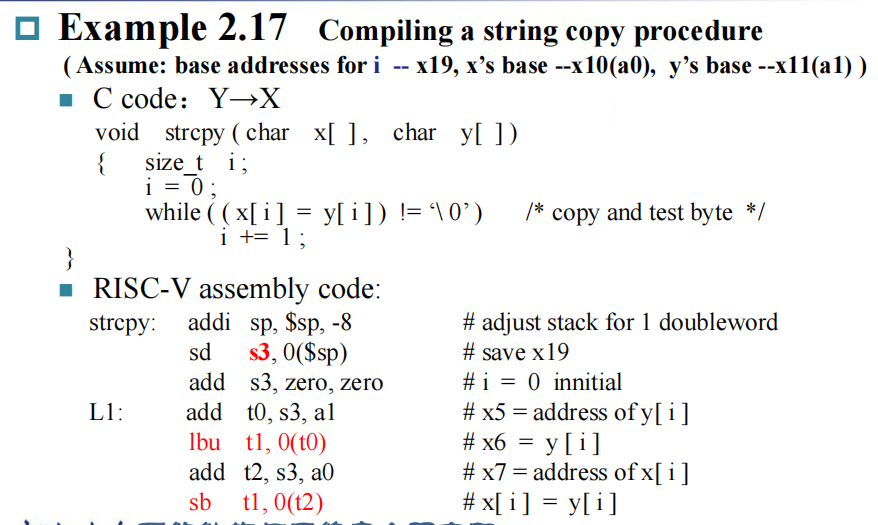 Example 2.17 Compiling a string copy procedure
( Assume: base addresses for i -- x19, x's base --x10(a0), y's base --x11(a1) )
C code：Y→X
void strcpy ( char x[ ], char y[ ])
{ size_t i ;
i = 0 ;
while ( ( x[ i ] = y[ i ]) != ‘\ 0’ ) /* copy and test byte */
i += 1 ;
}
RISC-V assembly code:
strcpy: addi sp, $sp, -8 # adjust stack for 1 doubleword
sd s3, 0($sp) # save x19
add s3, zero, zero # i = 0 innitial
L1: add t0, s3, a1 # x5 = address of y[ i ]
lbu t1, 0(t0) # x6 = y [ i ]
add t2, s3, a0 # x7 = address of x[ i ]
sb t1, 0(t2) # x[ i ] = y[ i ]